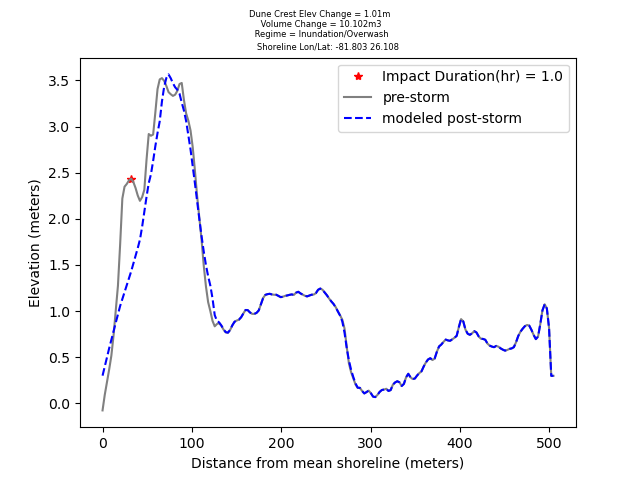 Dune Crest Elev Change = 1.01m
Volume Change = 10.102m3
Regime = Inundation/Overwash
Shoreline Lon/Lat: -81.803 26.108
Impact Duration(hr) = 1.0
pre-storm
modeled post-storm
Elevation (meters)
3.5
3.0
2.5
2.0
1.5
1.0
0.5
0.0
0 100 200 300 400 500
Distance from mean shoreline (meters)